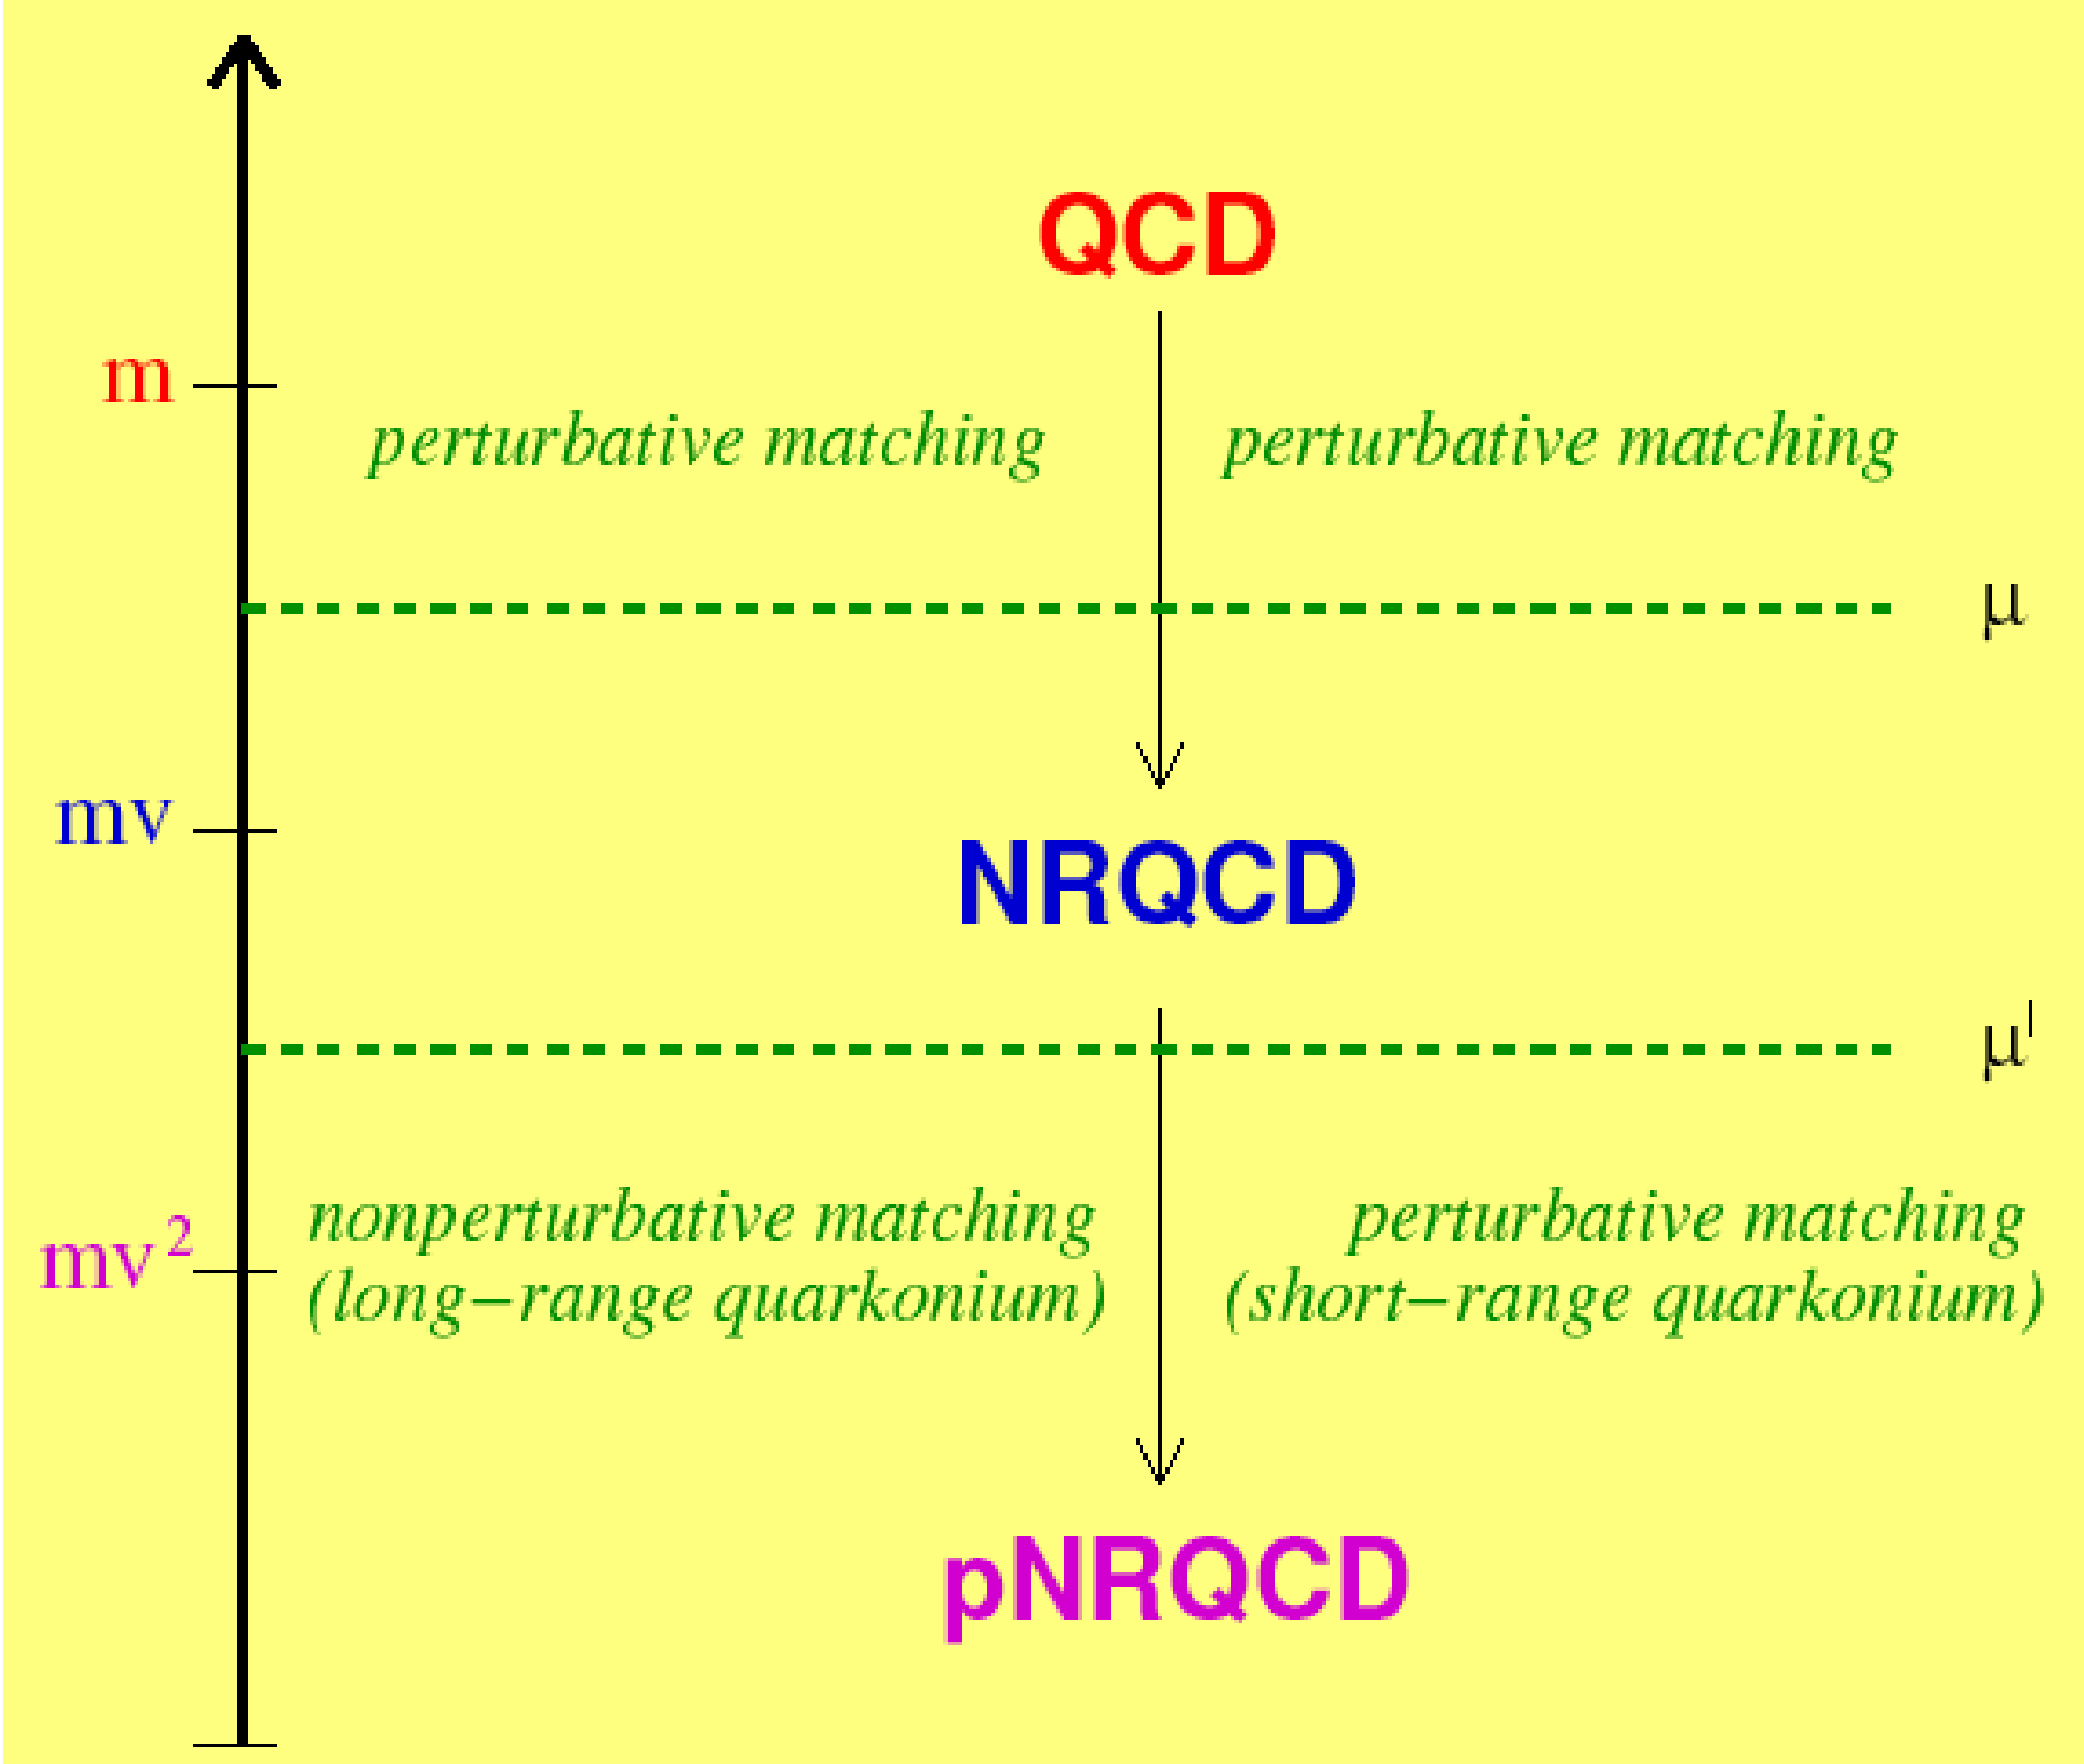 QCD
m
perturbative matching perturbative matching
μ
mv
NRQCD
μ'
nonperturbative matching perturbative matching
mv²
(long–range quarkonium) (short–range quarkonium)
pNRQCD